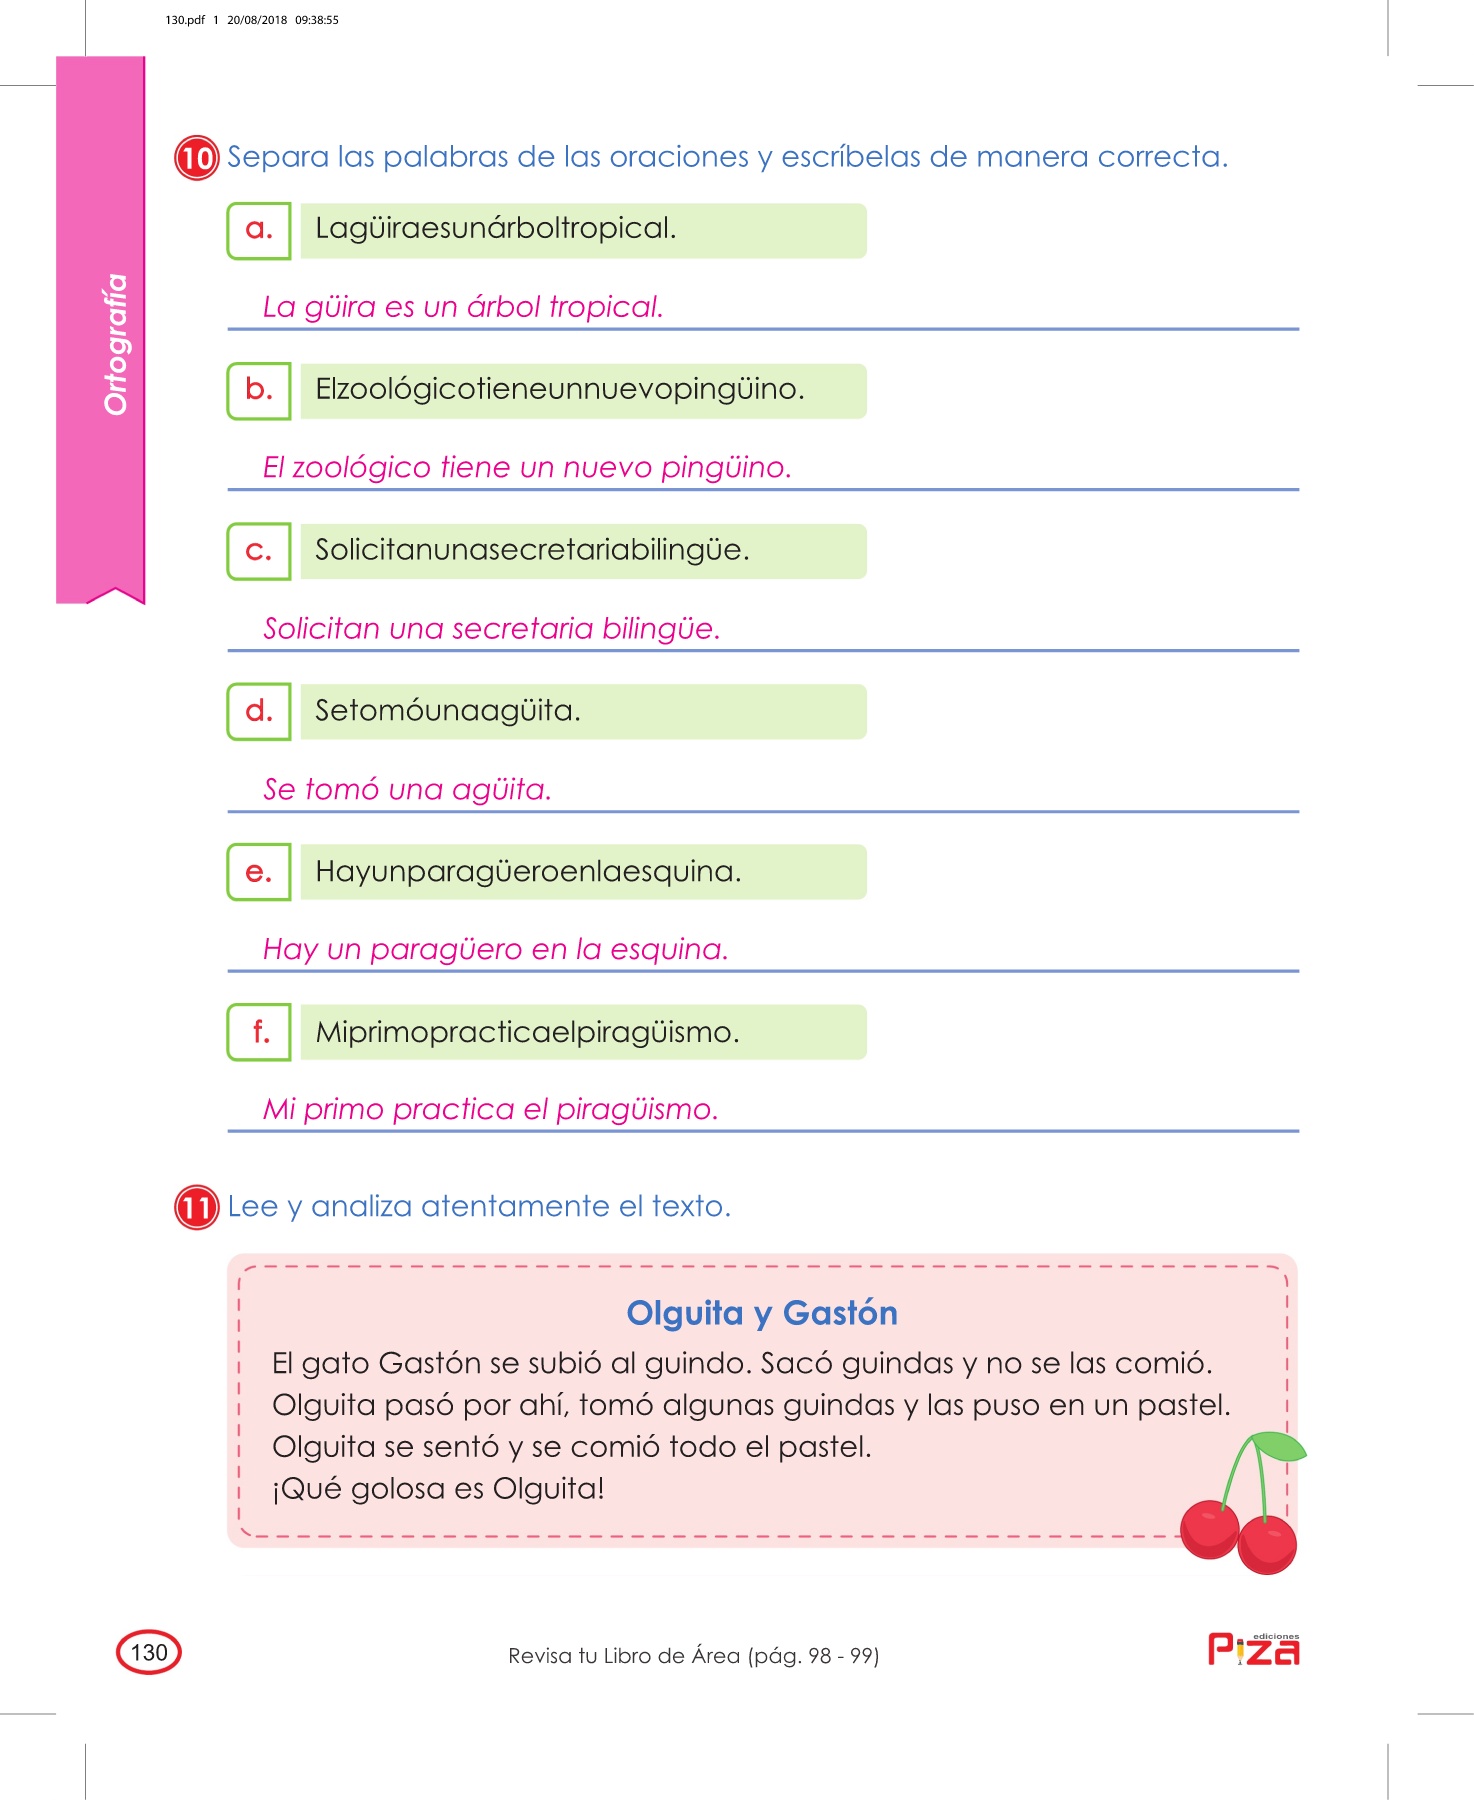 130.pdf 1 20/08/2018 09:38:55
Ortografía
10 Separa las palabras de las oraciones y escríbelas de manera correcta.
a. Lagüiraesunárboltropical.
La güira es un árbol tropical.
b. Elzoológicotieneunnuevopingüino.
El zoológico tiene un nuevo pingüino.
c. Solicitanunasecretariabilingüe.
Solicitan una secretaria bilingüe.
d. Setomóunaagüita.
Se tomó una agüita.
e. Hayunparagüeroenlaesquina.
Hay un paragüero en la esquina.
f. Miprimopracticaelpiragüismo.
Mi primo practica el piragüismo.
11 Lee y analiza atentamente el texto.
Olguita y Gastón
El gato Gastón se subió al guindo. Sacó guindas y no se las comió.
Olguita pasó por ahí, tomó algunas guindas y las puso en un pastel.
Olguita se sentó y se comió todo el pastel.
¡Qué golosa es Olguita!
130
Revisa tu Libro de Área (pág. 98 - 99)
ediciones
Piza